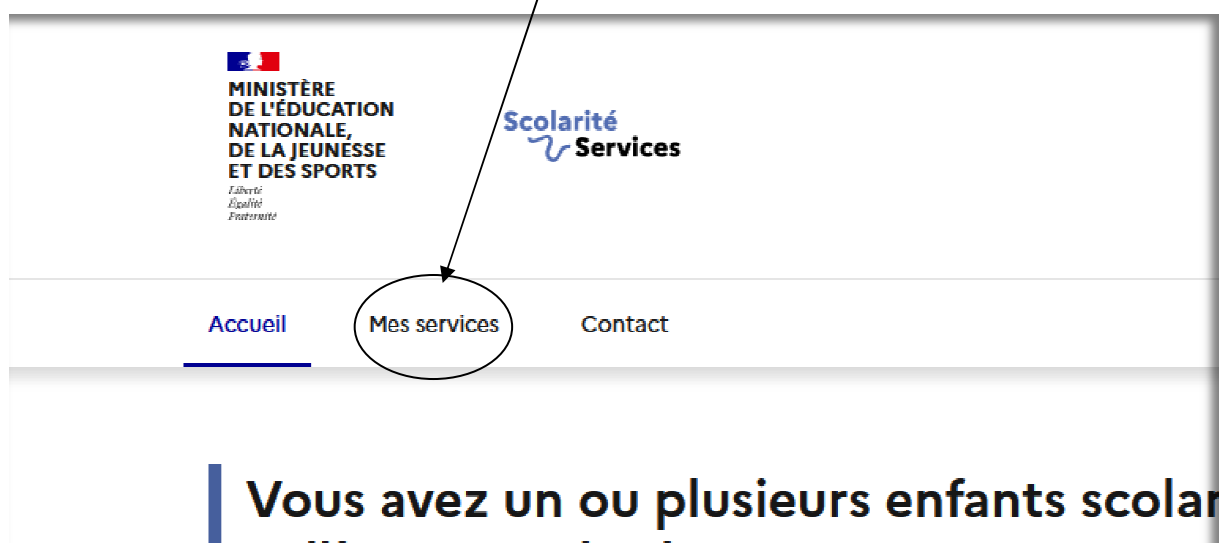 MINISTÈRE
DE L'ÉDUCATION
NATIONALE,
DE LA JEUNESSE
ET DES SPORTS
Liberté
Égalité
Fraternité
Scolarité
Services
Accueil Mes services Contact
Vous avez un ou plusieurs enfants